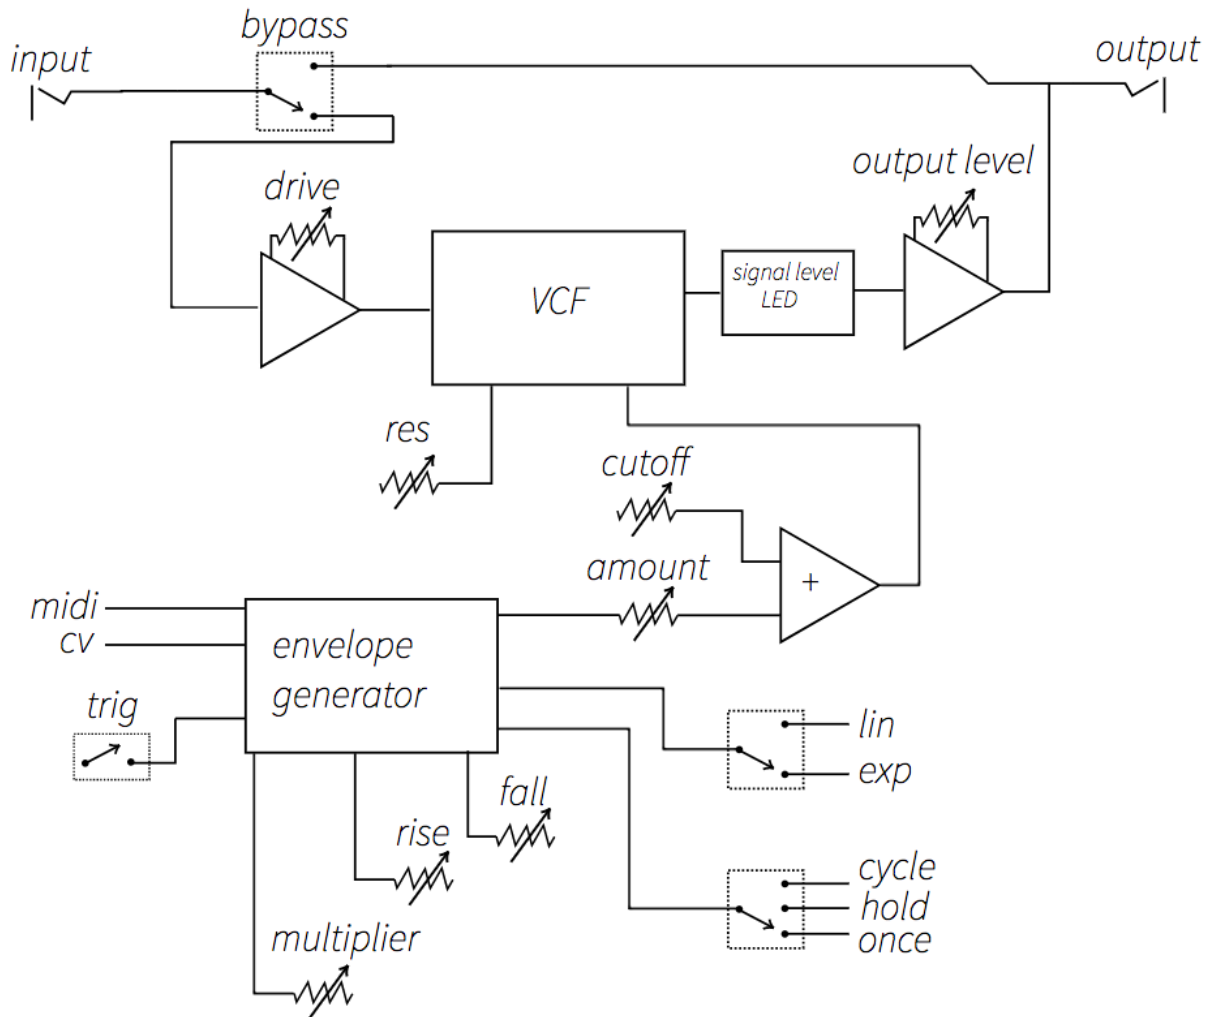 bypass
input
output
output level
drive
signal level
LED
VCF
res
cutoff
amount
+
midi
cv
envelope
generator
trig
lin
exp
fall
rise
cycle
hold
once
multiplier